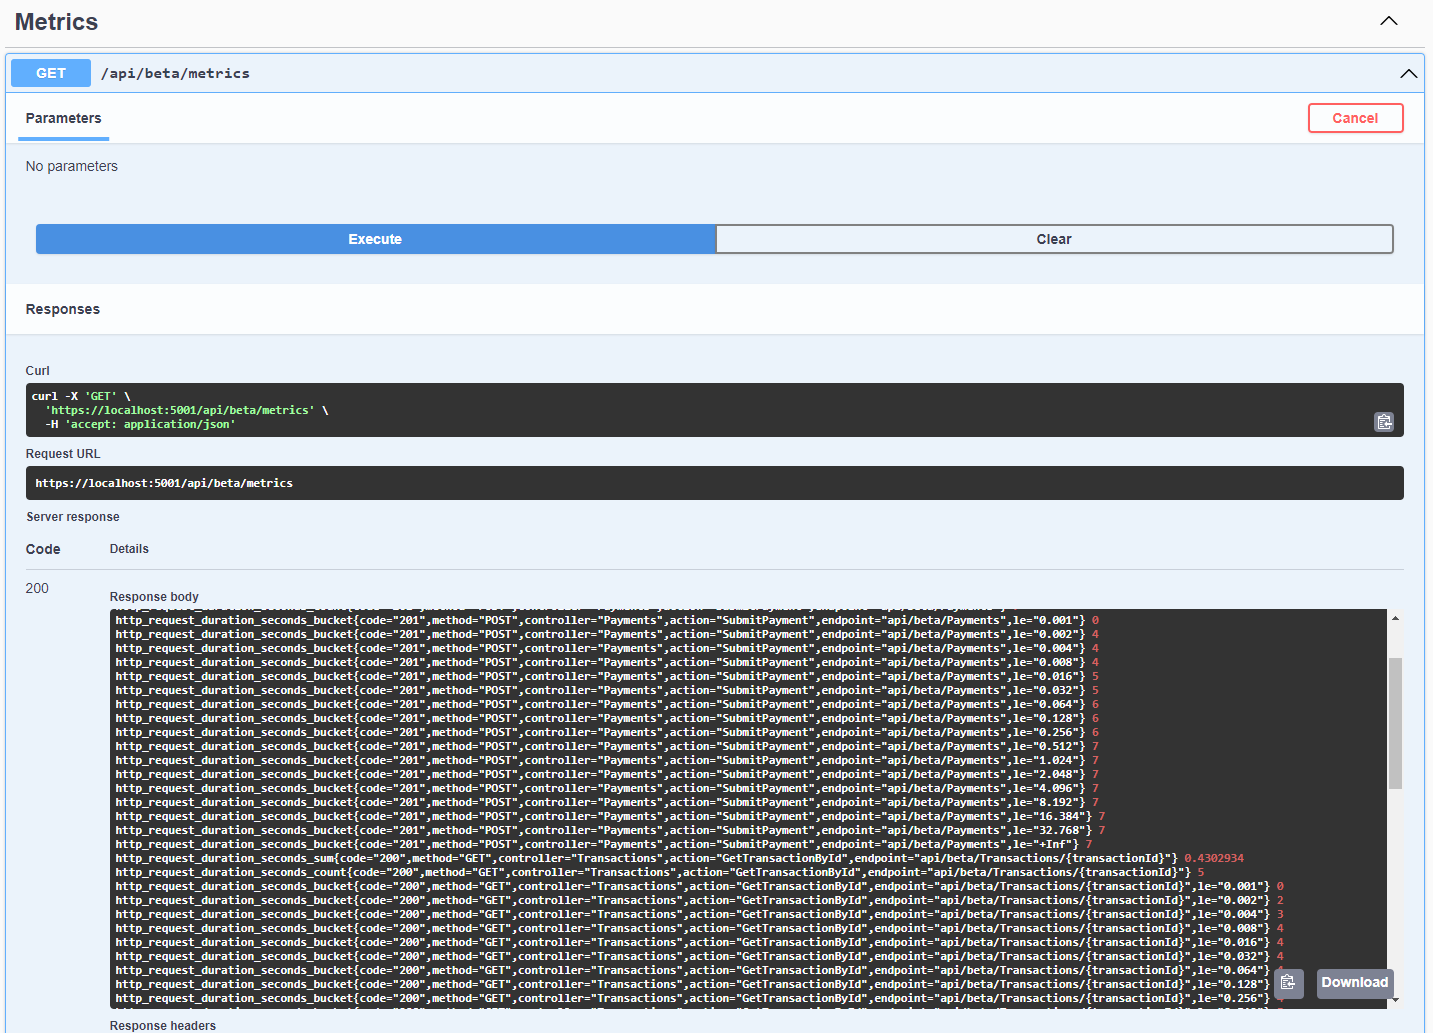 Metrics
GET /api/beta/metrics
Parameters
Cancel
No parameters
Execute
Clear
Responses
Curl
curl -X 'GET' \
'https://localhost:5001/api/beta/metrics' \
-H 'accept: application/json'
Request URL
https://localhost:5001/api/beta/metrics
Server response
Code Details
200
Response body
http_request_duration_seconds_bucket{code="201",method="POST",controller="Payments",action="SubmitPayment",endpoint="api/beta/Payments",le="0.001"} 0
http_request_duration_seconds_bucket{code="201",method="POST",controller="Payments",action="SubmitPayment",endpoint="api/beta/Payments",le="0.002"} 4
http_request_duration_seconds_bucket{code="201",method="POST",controller="Payments",action="SubmitPayment",endpoint="api/beta/Payments",le="0.004"} 4
http_request_duration_seconds_bucket{code="201",method="POST",controller="Payments",action="SubmitPayment",endpoint="api/beta/Payments",le="0.008"} 4
http_request_duration_seconds_bucket{code="201",method="POST",controller="Payments",action="SubmitPayment",endpoint="api/beta/Payments",le="0.016"} 5
http_request_duration_seconds_bucket{code="201",method="POST",controller="Payments",action="SubmitPayment",endpoint="api/beta/Payments",le="0.032"} 5
http_request_duration_seconds_bucket{code="201",method="POST",controller="Payments",action="SubmitPayment",endpoint="api/beta/Payments",le="0.064"} 6
http_request_duration_seconds_bucket{code="201",method="POST",controller="Payments",action="SubmitPayment",endpoint="api/beta/Payments",le="0.128"} 6
http_request_duration_seconds_bucket{code="201",method="POST",controller="Payments",action="SubmitPayment",endpoint="api/beta/Payments",le="0.256"} 6
http_request_duration_seconds_bucket{code="201",method="POST",controller="Payments",action="SubmitPayment",endpoint="api/beta/Payments",le="0.512"} 7
http_request_duration_seconds_bucket{code="201",method="POST",controller="Payments",action="SubmitPayment",endpoint="api/beta/Payments",le="1.024"} 7
http_request_duration_seconds_bucket{code="201",method="POST",controller="Payments",action="SubmitPayment",endpoint="api/beta/Payments",le="2.048"} 7
http_request_duration_seconds_bucket{code="201",method="POST",controller="Payments",action="SubmitPayment",endpoint="api/beta/Payments",le="4.096"} 7
http_request_duration_seconds_bucket{code="201",method="POST",controller="Payments",action="SubmitPayment",endpoint="api/beta/Payments",le="8.192"} 7
http_request_duration_seconds_bucket{code="201",method="POST",controller="Payments",action="SubmitPayment",endpoint="api/beta/Payments",le="16.384"} 7
http_request_duration_seconds_bucket{code="201",method="POST",controller="Payments",action="SubmitPayment",endpoint="api/beta/Payments",le="32.768"} 7
http_request_duration_seconds_bucket{code="201",method="POST",controller="Payments",action="SubmitPayment",endpoint="api/beta/Payments",le="+Inf"} 7
http_request_duration_seconds_sum{code="200",method="GET",controller="Transactions",action="GetTransactionById",endpoint="api/beta/Transactions/{transactionId}"} 0.4302934
http_request_duration_seconds_count{code="200",method="GET",controller="Transactions",action="GetTransactionById",endpoint="api/beta/Transactions/{transactionId}"} 5
http_request_duration_seconds_bucket{code="200",method="GET",controller="Transactions",action="GetTransactionById",endpoint="api/beta/Transactions/{transactionId}",le="0.001"} 0
http_request_duration_seconds_bucket{code="200",method="GET",controller="Transactions",action="GetTransactionById",endpoint="api/beta/Transactions/{transactionId}",le="0.002"} 2
http_request_duration_seconds_bucket{code="200",method="GET",controller="Transactions",action="GetTransactionById",endpoint="api/beta/Transactions/{transactionId}",le="0.004"} 3
http_request_duration_seconds_bucket{code="200",method="GET",controller="Transactions",action="GetTransactionById",endpoint="api/beta/Transactions/{transactionId}",le="0.008"} 4
http_request_duration_seconds_bucket{code="200",method="GET",controller="Transactions",action="GetTransactionById",endpoint="api/beta/Transactions/{transactionId}",le="0.016"} 4
http_request_duration_seconds_bucket{code="200",method="GET",controller="Transactions",action="GetTransactionById",endpoint="api/beta/Transactions/{transactionId}",le="0.032"} 4
http_request_duration_seconds_bucket{code="200",method="GET",controller="Transactions",action="GetTransactionById",endpoint="api/beta/Transactions/{transactionId}",le="0.064"}
http_request_duration_seconds_bucket{code="200",method="GET",controller="Transactions",action="GetTransactionById",endpoint="api/beta/Transactions/{transactionId}",le="0.128"}
http_request_duration_seconds_bucket{code="200",method="GET",controller="Transactions",action="GetTransactionById",endpoint="api/beta/Transactions/{transactionId}",le="0.256"}
Download
Response headers